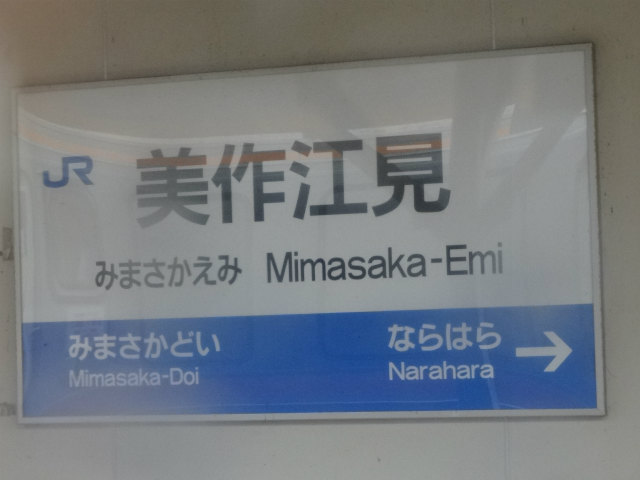 JR
美作江見
みまさかえみ Mimasaka-Emi
みまさかどい ならはら
Mimasaka-Doi Narahara